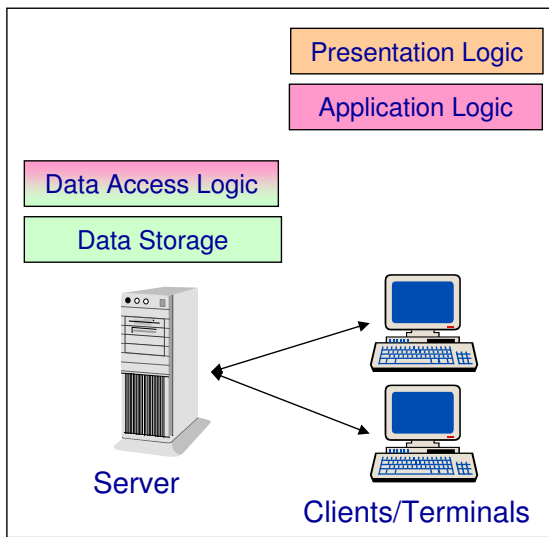 Presentation Logic
Application Logic
Data Access Logic
Data Storage
Server
Clients/Terminals